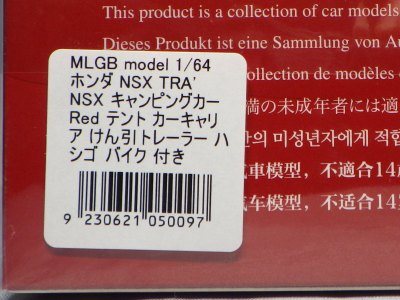 This product is a collection of car models
Dieses Produkt ist eine Sammlung von Au
MLGB model 1/64
ホンダ NSX TRA'
NSX キャンピングカー
Red テント カーキャリ
ア けん引トレーラー ハ
シゴ バイク 付き
9 230621 050097
ollection de modèles
満の未成年者には適
의 미성년자에게 적합
車模型，不適合14
汽车模型，不适合14